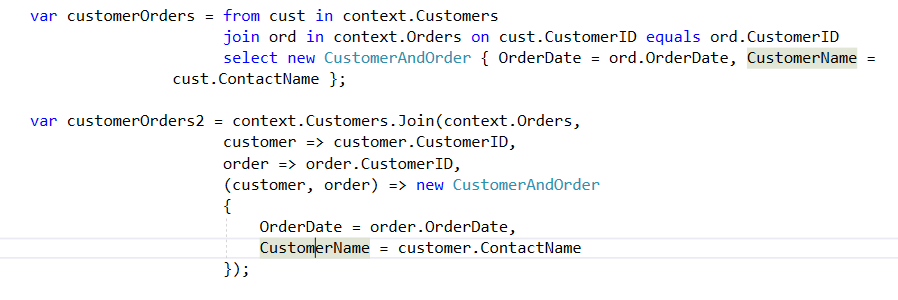 var customerOrders = from cust in context.Customers
join ord in context.Orders on cust.CustomerID equals ord.CustomerID
select new CustomerAndOrder { OrderDate = ord.OrderDate, CustomerName =
cust.ContactName };
var customerOrders2 = context.Customers.Join(context.Orders,
customer => customer.CustomerID,
order => order.CustomerID,
(customer, order) => new CustomerAndOrder
{
OrderDate = order.OrderDate,
CustomerName = customer.ContactName
});